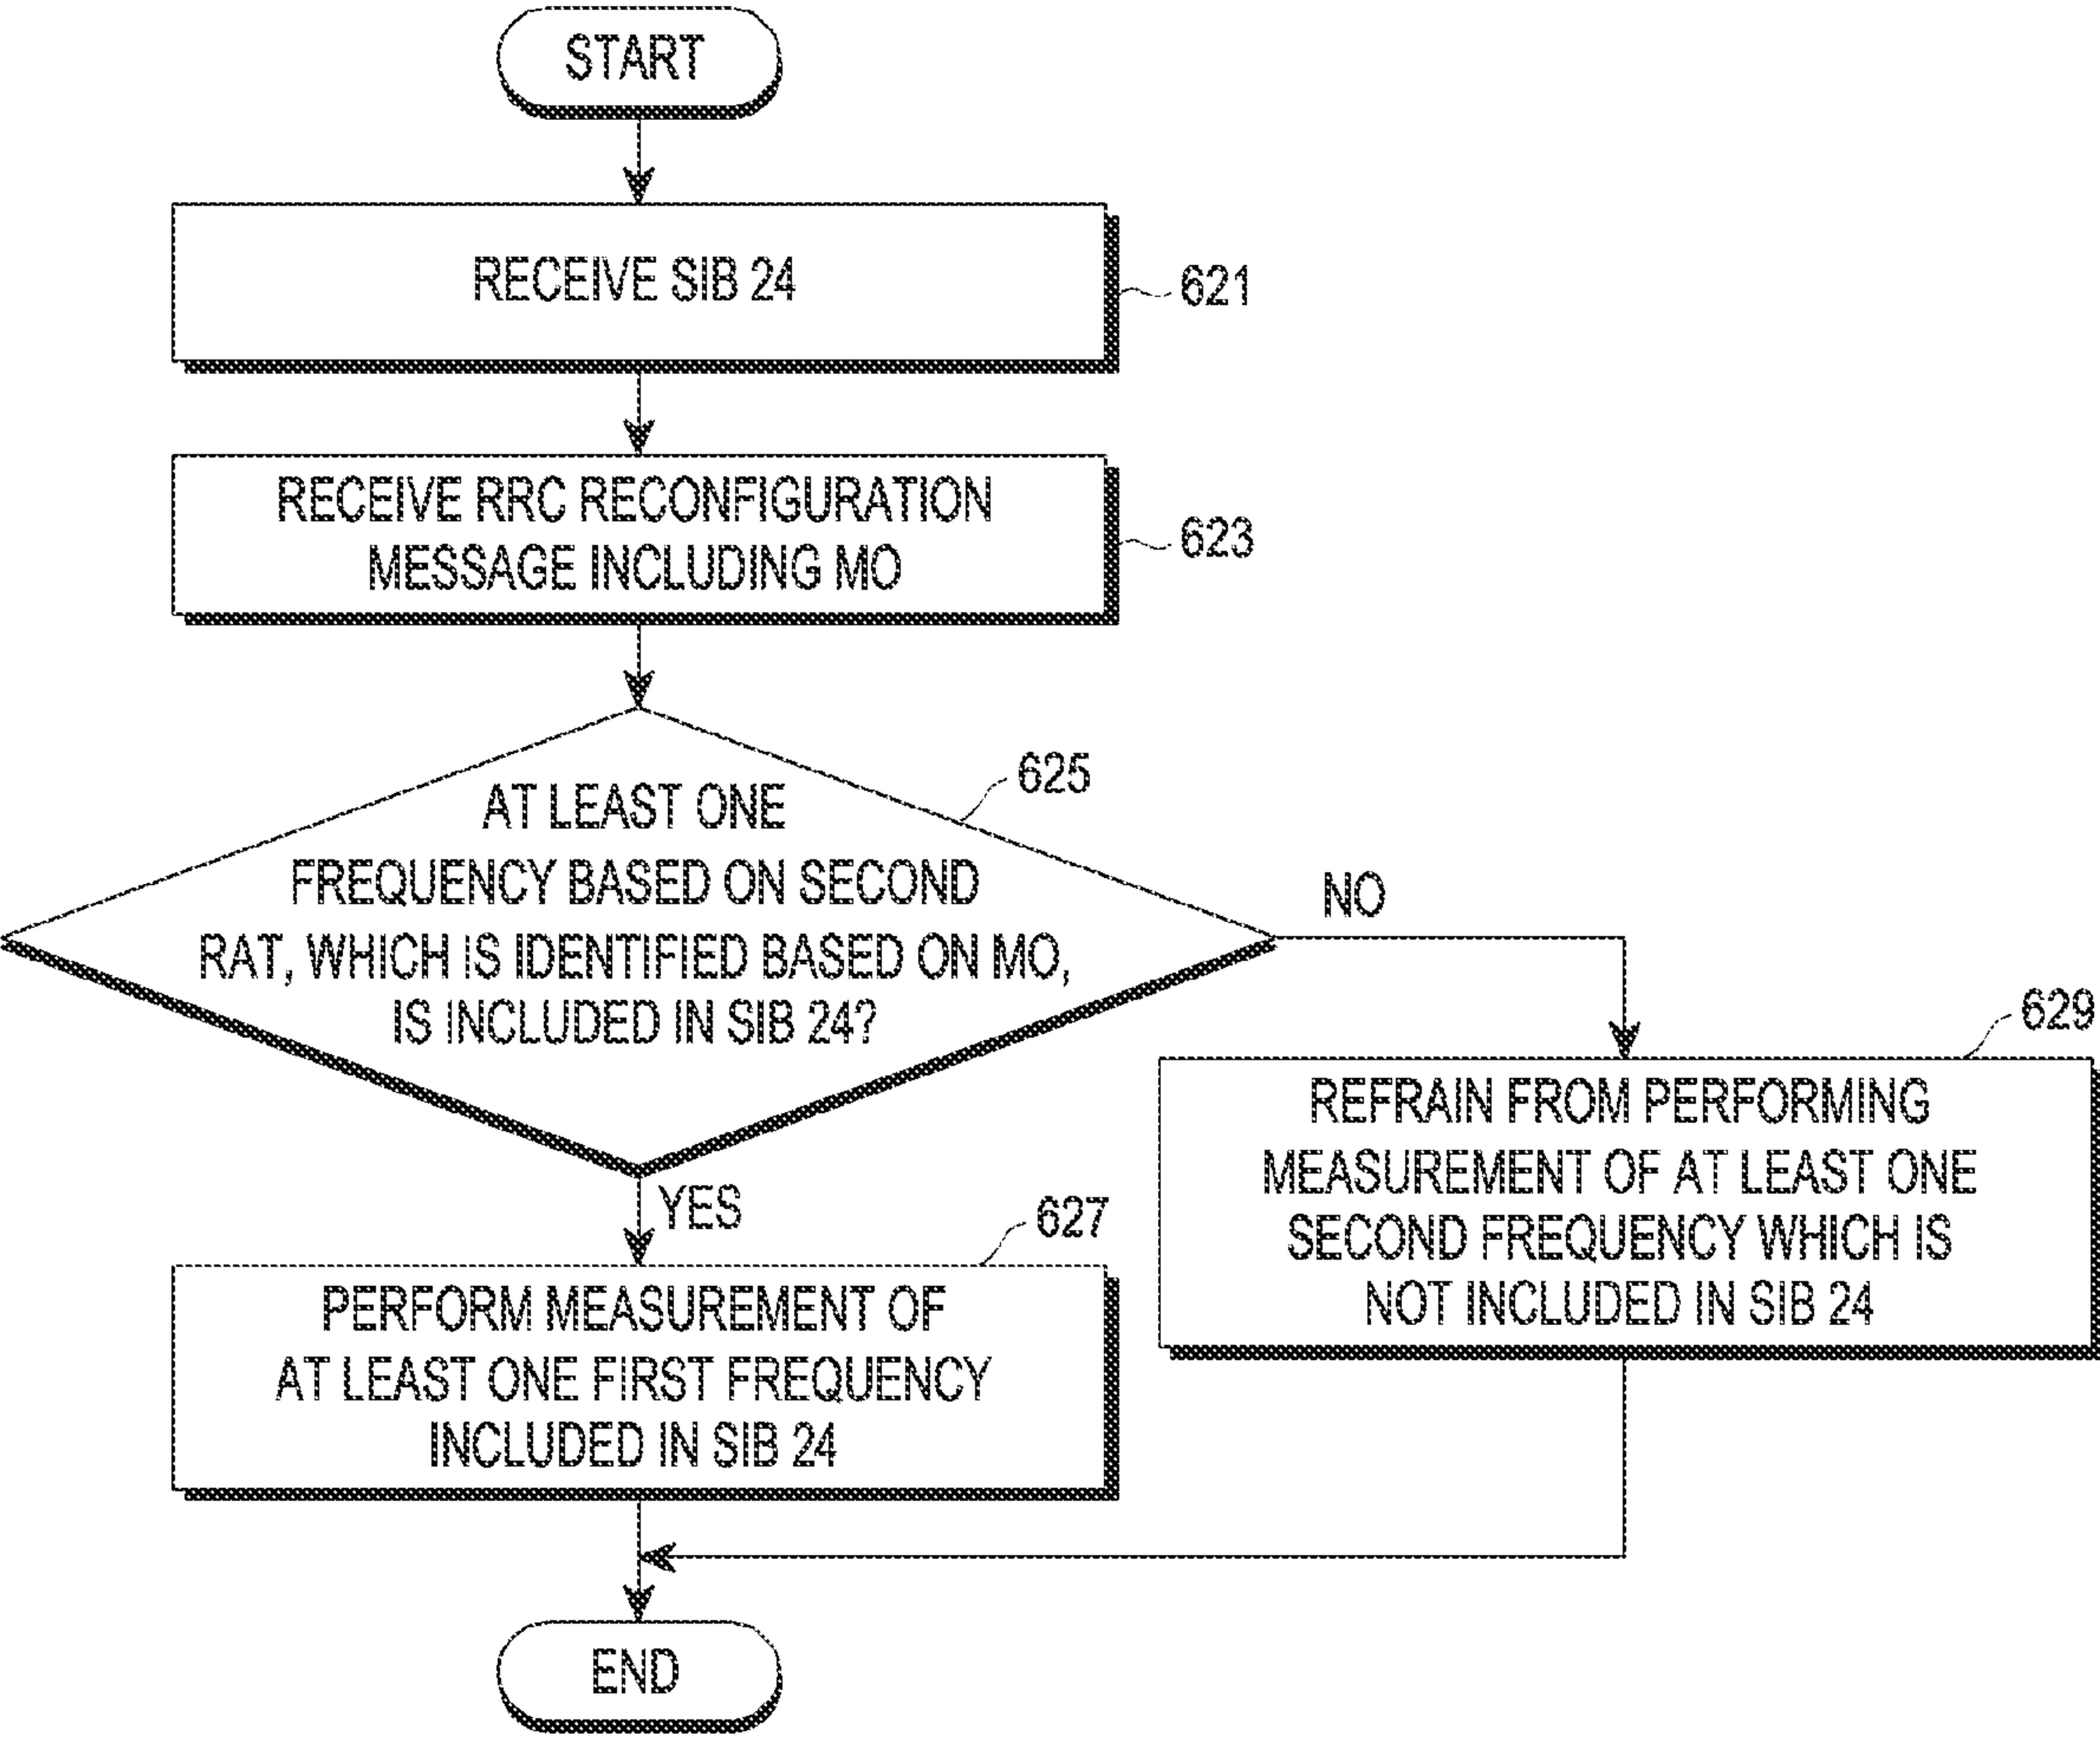 START
RECEIVE SIB 24
621
RECEIVE RRC RECONFIGURATION
MESSAGE INCLUDING MO
623
AT LEAST ONE
FREQUENCY BASED ON SECOND
RAT, WHICH IS IDENTIFIED BASED ON MO,
IS INCLUDED IN SIB 24?
625
NO
YES
627
PERFORM MEASUREMENT OF
AT LEAST ONE FIRST FREQUENCY
INCLUDED IN SIB 24
629
REFRAIN FROM PERFORMING
MEASUREMENT OF AT LEAST ONE
SECOND FREQUENCY WHICH IS
NOT INCLUDED IN SIB 24
END